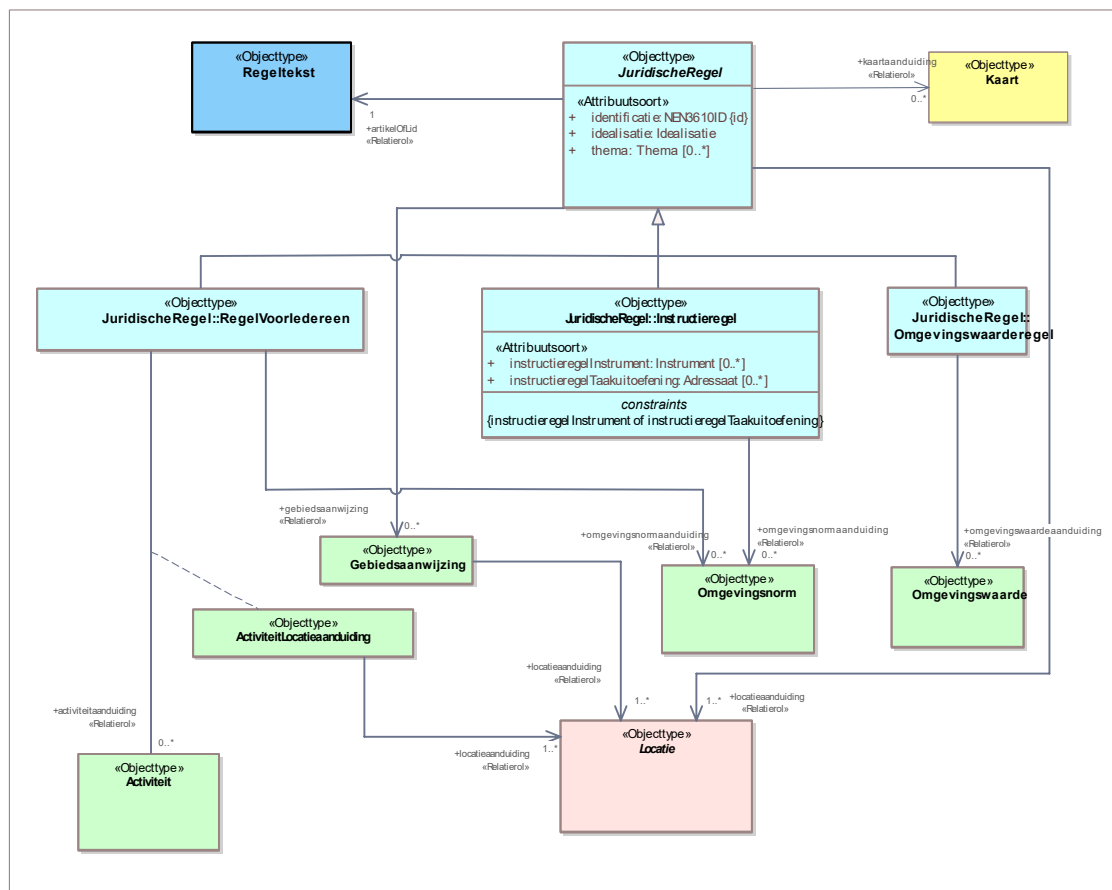 «Objecttype»
Regeltekst
«Objecttype»
JuridischeRegel
«Attribuutsoort»
+ identificatie: NEN3610ID {id}
+ idealisatie: Idealisatie
+ thema: Thema [0..*]
«Objecttype»
Kaart
+kaartaanduiding
«Relatierol»
0..*
1
+artikelOfLid
«Relatierol»
«Objecttype»
JuridischeRegel::RegelVoorIedereen
«Objecttype»
JuridischeRegel::Instructieregel
«Attribuutsoort»
+ instructieregelInstrument: Instrument [0..*]
+ instructieregelTaakuitoefening: Adressaat [0..*]
constraints
{instructieregelInstrument of instructieregelTaakuitoefening}
«Objecttype»
JuridischeRegel::
Omgevingswaarderegel
+gebiedsaanwijzing
«Relatierol»
0..*
+omgevingsnormaanduiding
«Relatierol»
0..*
+omgevingsnormaanduiding
«Relatierol»
0..*
+omgevingswaardeaanduiding
«Relatierol»
0..*
«Objecttype»
Gebiedsaanwijzing
«Objecttype»
Omgevingsnorm
«Objecttype»
Omgevingswaarde
«Objecttype»
ActiviteitLocatieaanduiding
+locatieaanduiding
«Relatierol»
1..*
+locatieaanduiding
«Relatierol»
1..*
+activiteitaanduiding
«Relatierol»
0..*
+locatieaanduiding
«Relatierol»
1..*
«Objecttype»
Locatie
«Objecttype»
Activiteit